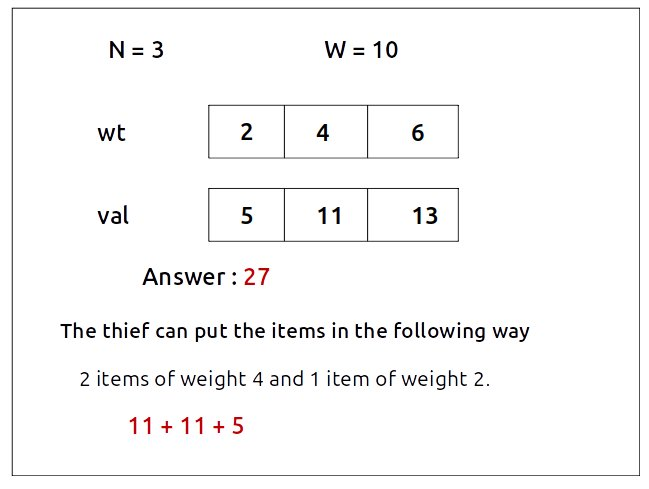 N = 3 W = 10
wt 2 4 6
val 5 11 13
Answer : 27
The thief can put the items in the following way
2 items of weight 4 and 1 item of weight 2.
11 + 11 + 5